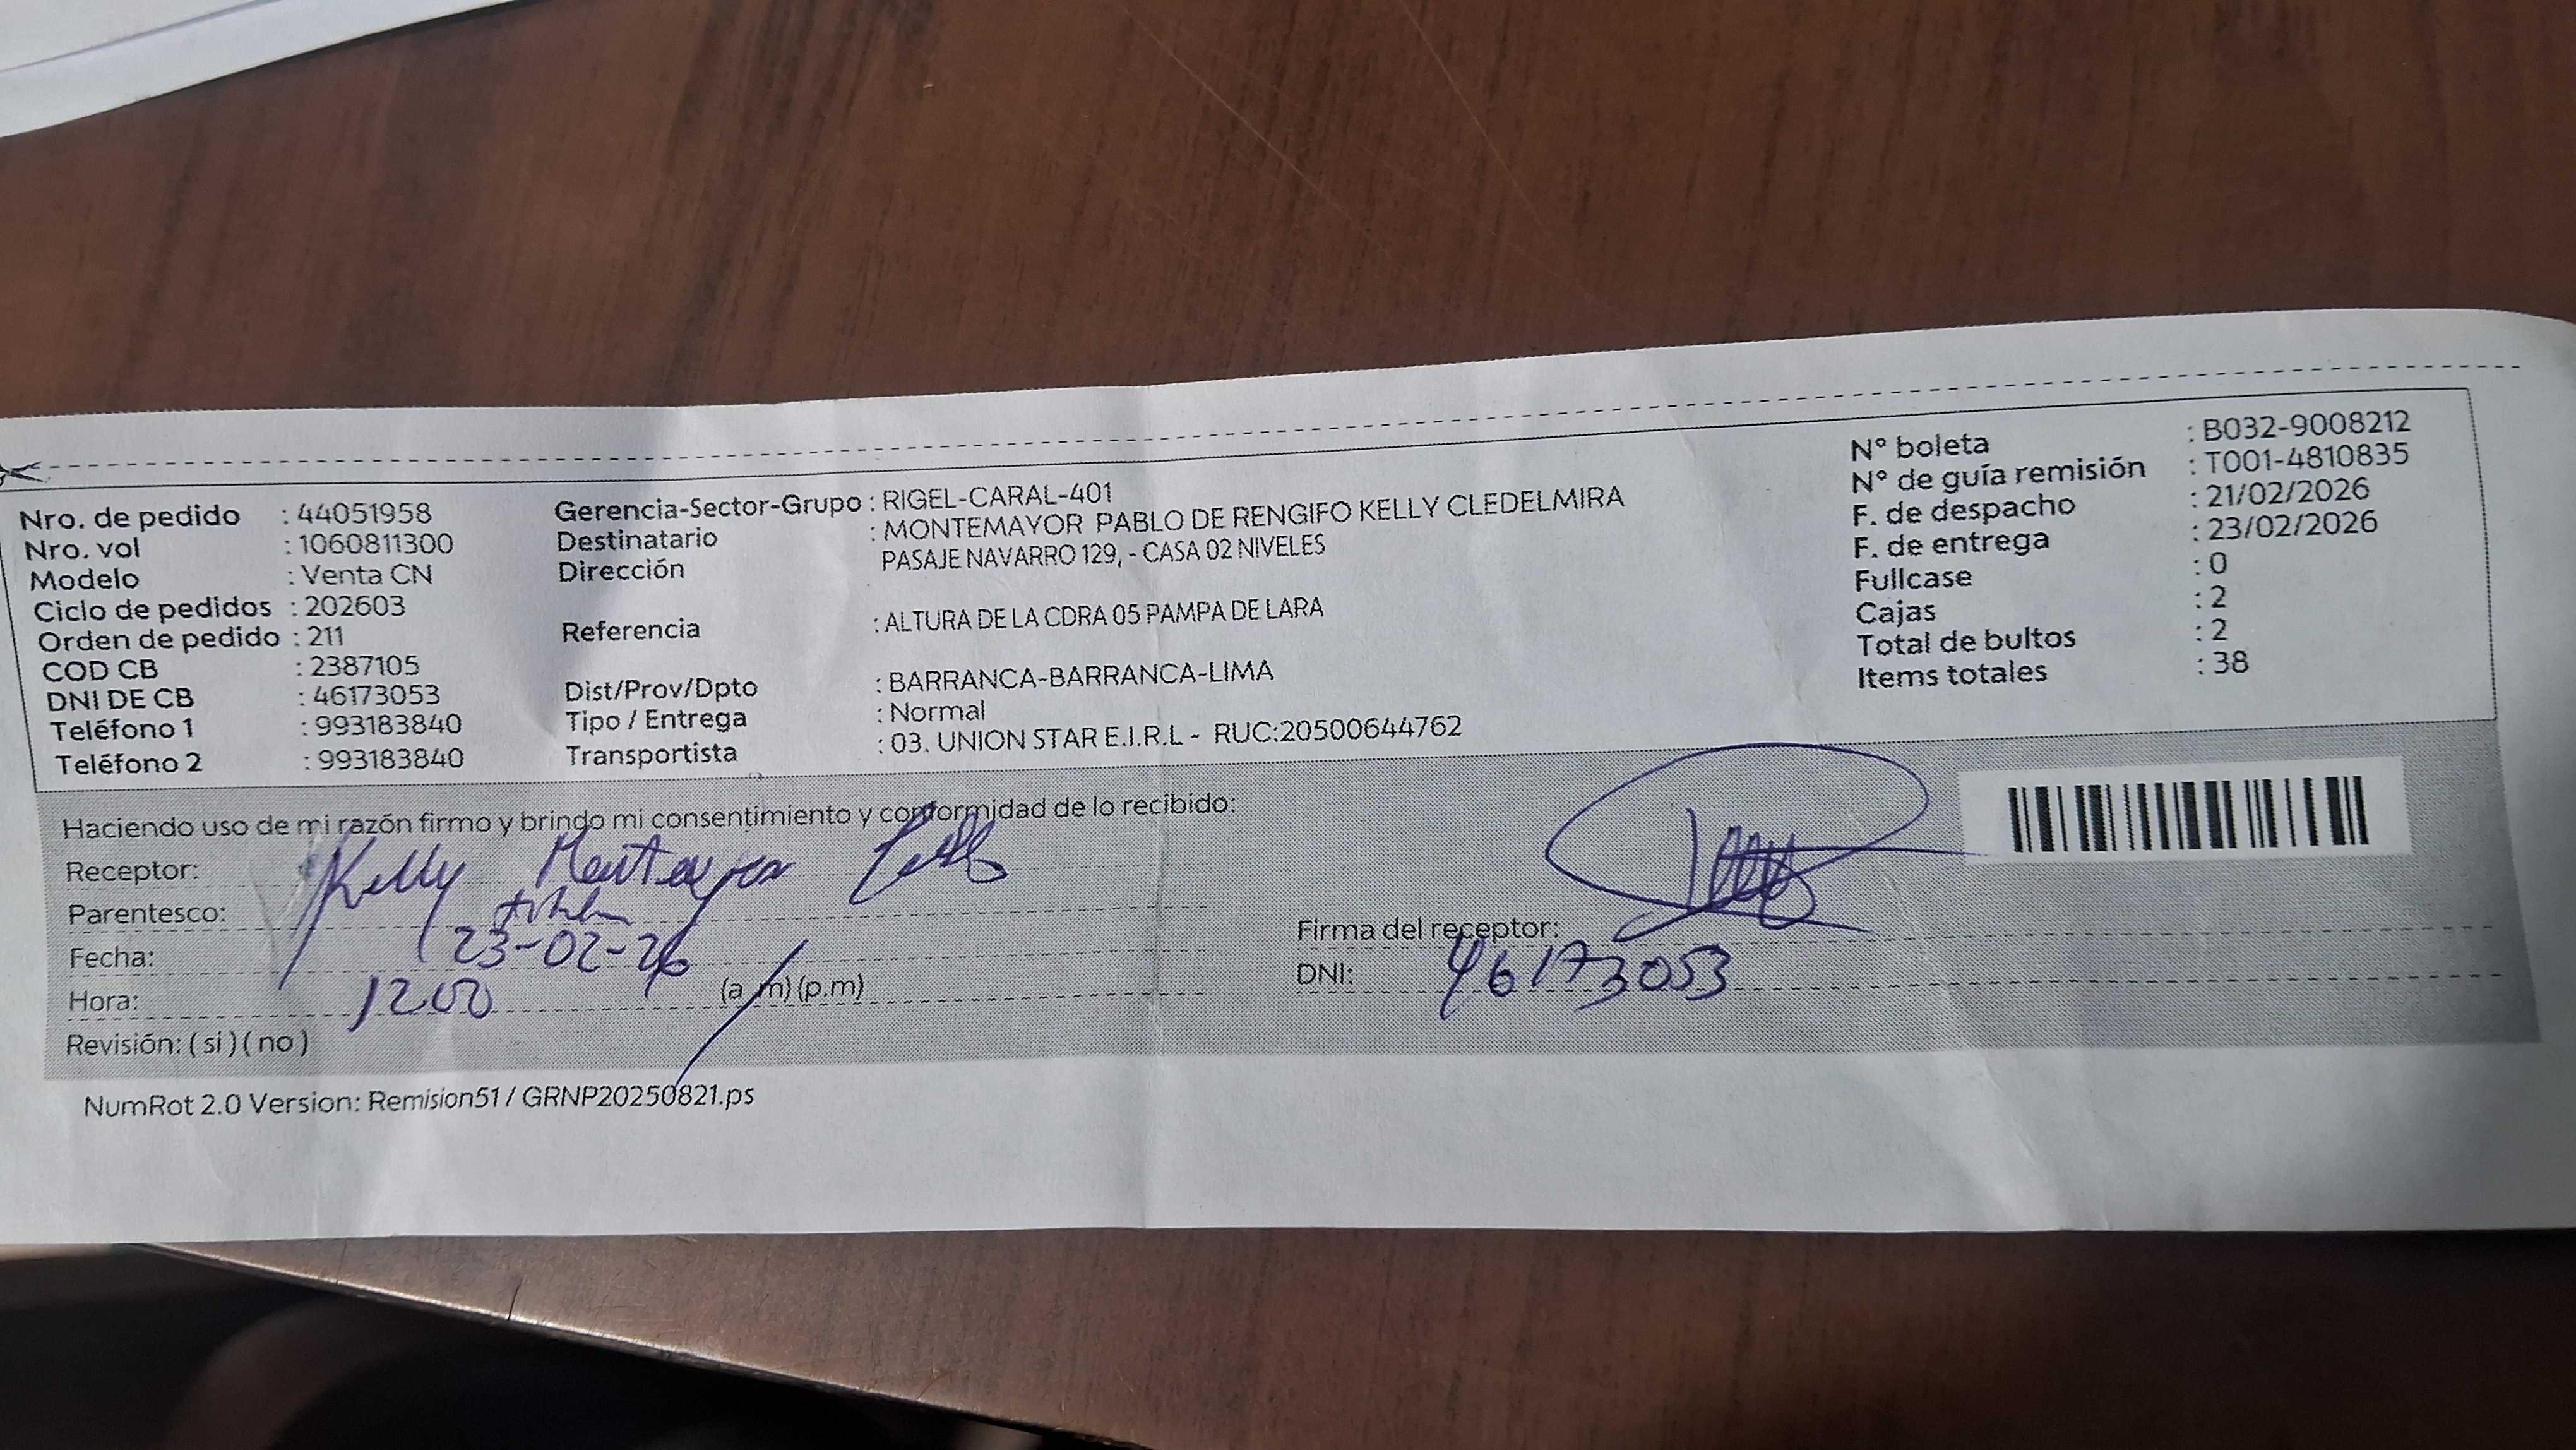 Nro. de pedido : 44051958
Nro. vol : 1060811300
Modelo : Venta CN
Ciclo de pedidos : 202603
Orden de pedido : 211
COD CB : 2387105
DNI DE CB : 46173053
Teléfono 1 : 993183840
Teléfono 2 : 993183840
Gerencia-Sector-Grupo : RIGEL-CARAL-401
Destinatario : MONTEMAYOR PABLO DE RENGIFO KELLY CLEDELMIRA
Dirección PASAJE NAVARRO 129, - CASA 02 NIVELES
Referencia : ALTURA DE LA CDRA 05 PAMPA DE LARA
Dist/Prov/Dpto : BARRANCA-BARRANCA-LIMA
Tipo / Entrega : Normal
Transportista : 03. UNION STAR E.I.R.L - RUC:20500644762
N° boleta : B032-9008212
N° de guía remisión : T001-4810835
F. de despacho : 21/02/2026
F. de entrega : 23/02/2026
Fullcase : 0
Cajas : 2
Total de bultos : 2
Items totales : 38
Haciendo uso de mi razón firmo y brindo mi consentimiento y conformidad de lo recibido:
Receptor: Kelly Montemayor
Parentesco:
Fecha: 23-02-26
Hora: 12 00 (a.m)(p.m)
Revisión: ( si ) ( no )
Firma del receptor:
DNI: 46173053
NumRot 2.0 Version: Remision51 / GRNP20250821.ps